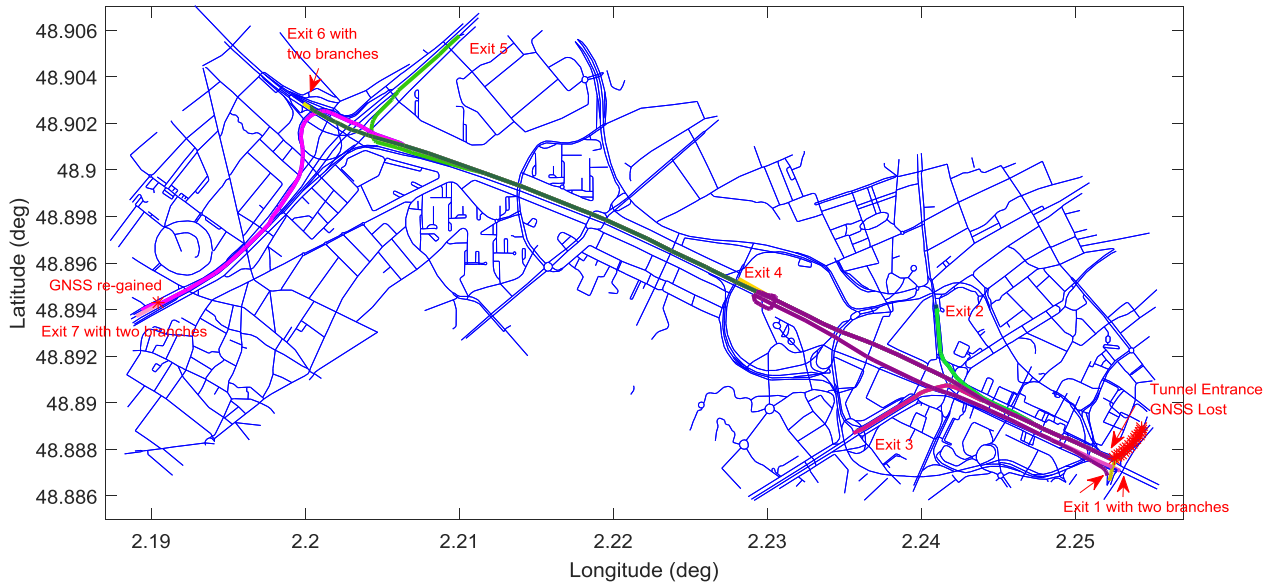 48.906
48.904
48.902
48.9
48.898
48.896
48.894
48.892
48.89
48.888
48.886
Latitude (deg)
Exit 6 with
two branches
Exit 5
GNSS re-gained
Exit 7 with two branches
Exit 4
Exit 2
Exit 3
Tunnel Entrance
GNSS Lost
Exit 1 with two branches
2.19
2.2
2.21
2.22
2.23
2.24
2.25
Longitude (deg)